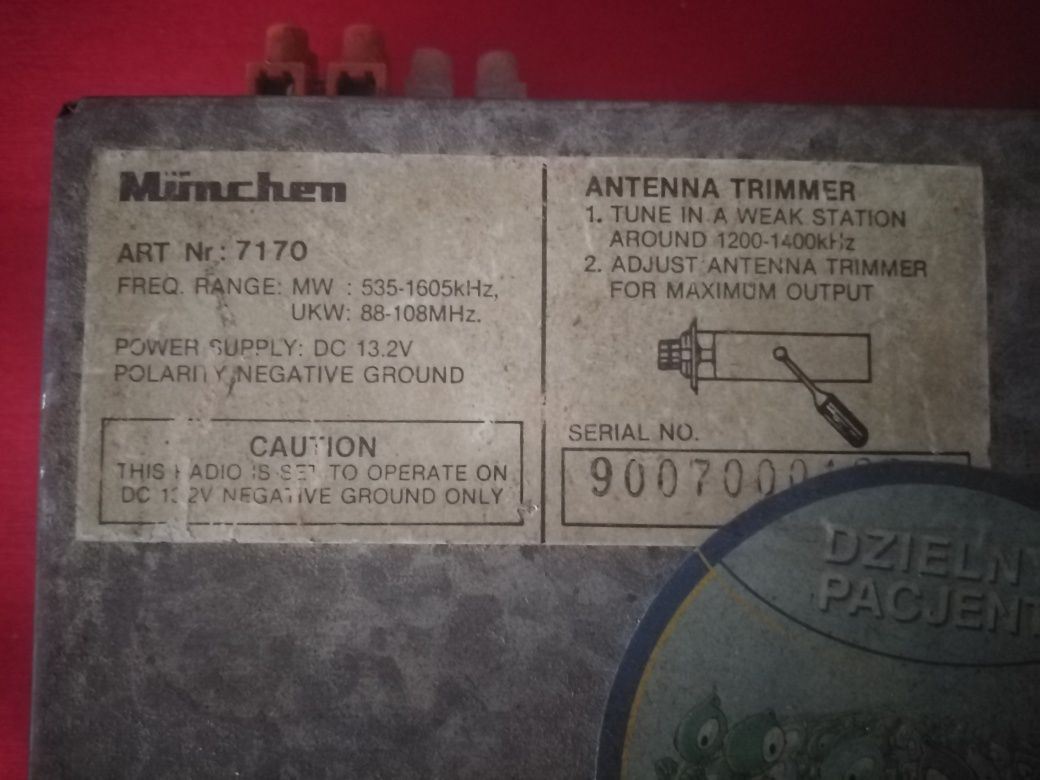 München
ART Nr.: 7170
FREQ. RANGE: MW : 535-1605kHz,
UKW: 88-108MHz.
POWER SUPPLY: DC 13.2V
POLARITY NEGATIVE GROUND
CAUTION
THIS RADIO IS SET TO OPERATE ON
DC 13.2V NEGATIVE GROUND ONLY
ANTENNA TRIMMER
1. TUNE IN A WEAK STATION
AROUND 1200-1400kHz
2. ADJUST ANTENNA TRIMMER
FOR MAXIMUM OUTPUT
SERIAL NO.
DZIELNY
PACJENT